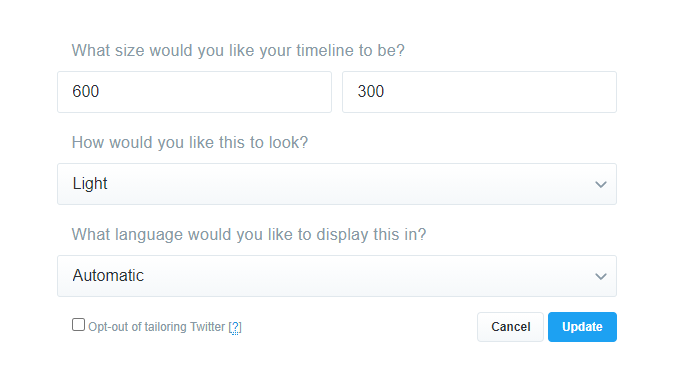 What size would you like your timeline to be?
600 300
How would you like this to look?
Light
What language would you like to display this in?
Automatic
Opt-out of tailoring Twitter [?] Cancel Update